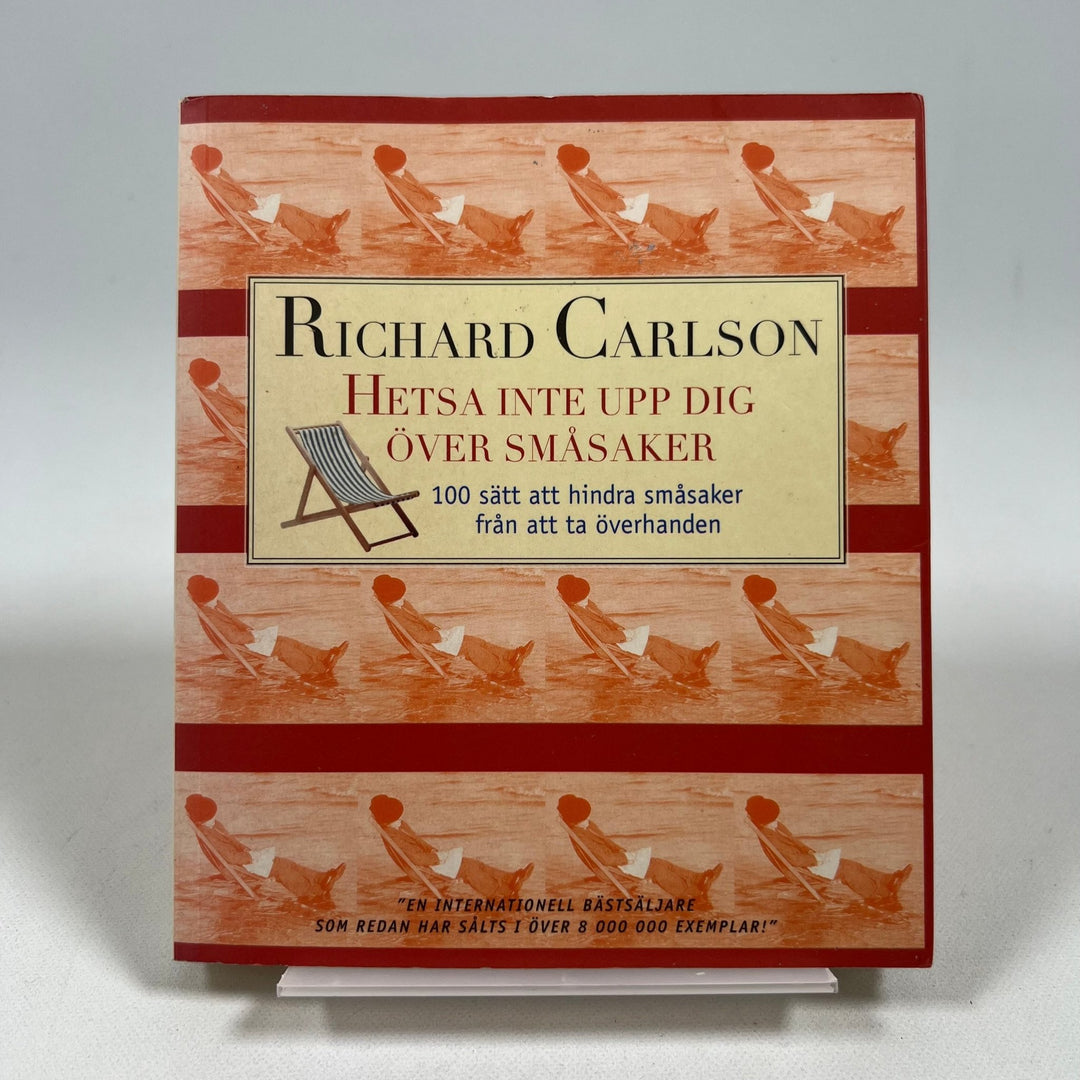 RICHARD CARLSON
HETSA INTE UPP DIG
ÖVER SMÅSAKER
100 sätt att hindra småsaker
från att ta överhanden
"EN INTERNATIONELL BÄSTSÄLJARE
SOM REDAN HAR SÅLTS I ÖVER 8 000 000 EXEMPLAR!"